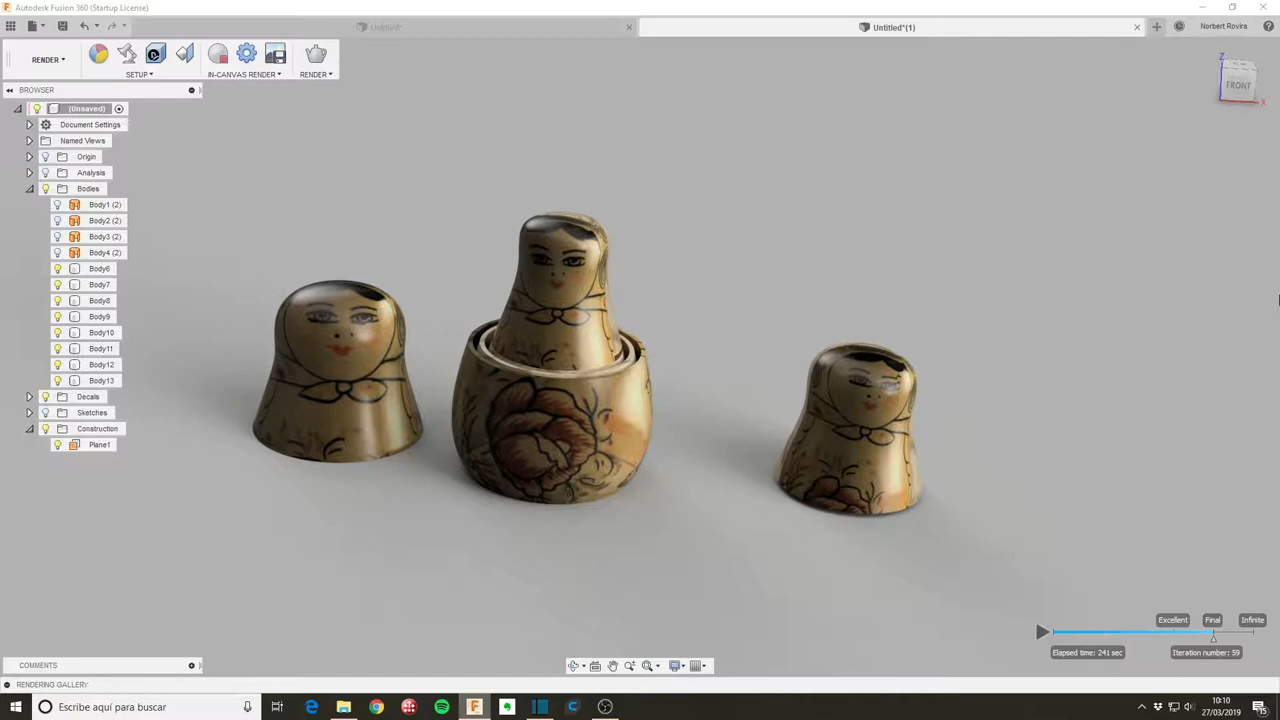 Autodesk Fusion 360 (Startup License)
Untitled*
Untitled*(1)
Norbert Rovira
RENDER
SETUP
IN-CANVAS RENDER
RENDER
Z
FRONT
X
BROWSER
(Unsaved)
Document Settings
Named Views
Origin
Analysis
Bodies
Body1 (2)
Body2 (2)
Body3 (2)
Body4 (2)
Body6
Body7
Body8
Body9
Body10
Body11
Body12
Body13
Decals
Sketches
Construction
Plane1
Excellent
Final
Infinite
Elapsed time: 241 sec
Iteration number: 59
COMMENTS
RENDERING GALLERY
Escribe aquí para buscar
10:10
27/03/2019
15